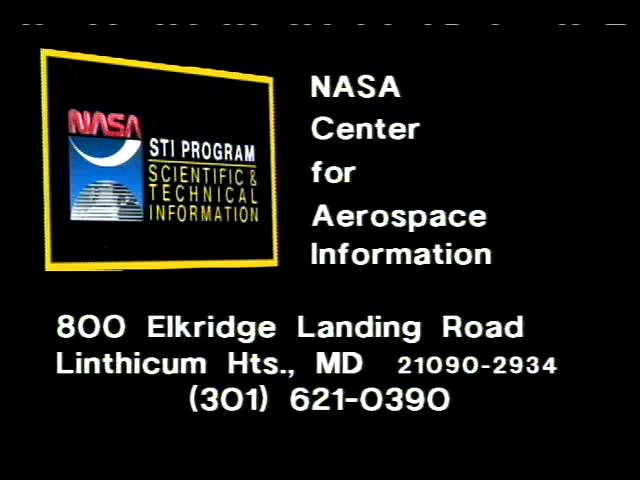 NASA
STI PROGRAM
SCIENTIFIC &
TECHNICAL
INFORMATION
NASA
Center
for
Aerospace
Information
800 Elkridge Landing Road
Linthicum Hts., MD 21090-2934
(301) 621-0390